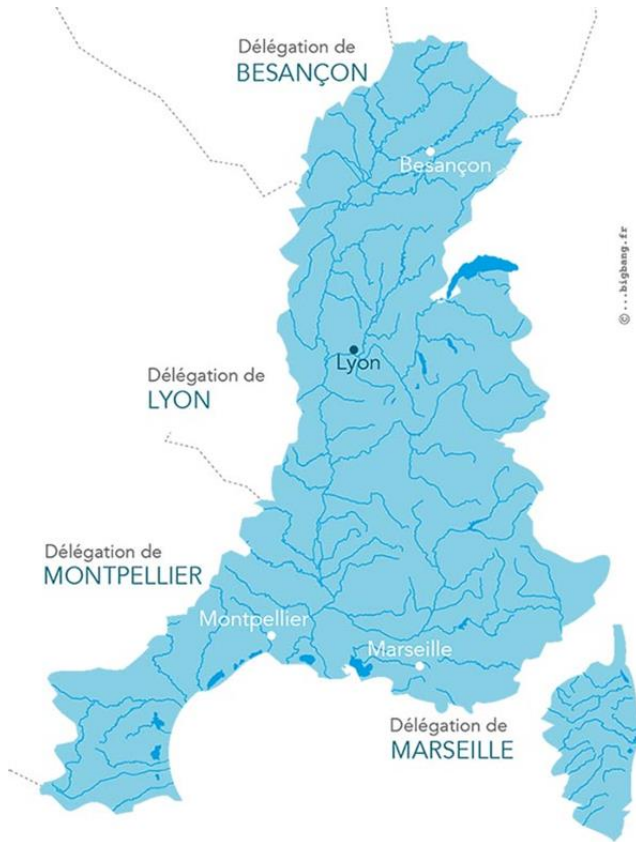 Délégation de
BESANÇON
Besançon
© ...bigbang.fr
Lyon
Délégation de
LYON
Délégation de
MONTPELLIER
Montpellier
Marseille
Délégation de
MARSEILLE